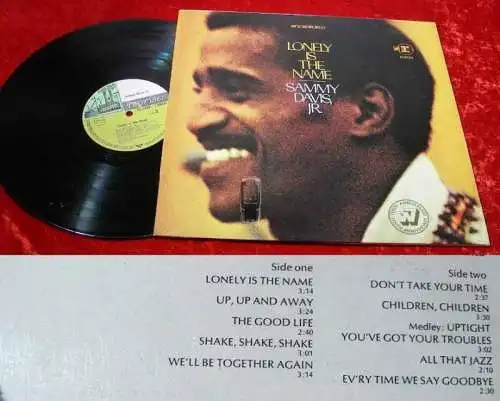 STEREO
LONELY
IS THE
NAME
SAMMY
DAVIS,
JR.
Side one
LONELY IS THE NAME
3:14
UP, UP AND AWAY
3:24
THE GOOD LIFE
2:40
SHAKE, SHAKE, SHAKE
3:01
WE'LL BE TOGETHER AGAIN
3:14
Side two
DON'T TAKE YOUR TIME
2:37
CHILDREN, CHILDREN
3:30
Medley: UPTIGHT
YOU'VE GOT YOUR TROUBLES
3:02
ALL THAT JAZZ
2:10
EV'RY TIME WE SAY GOODBYE
2:30